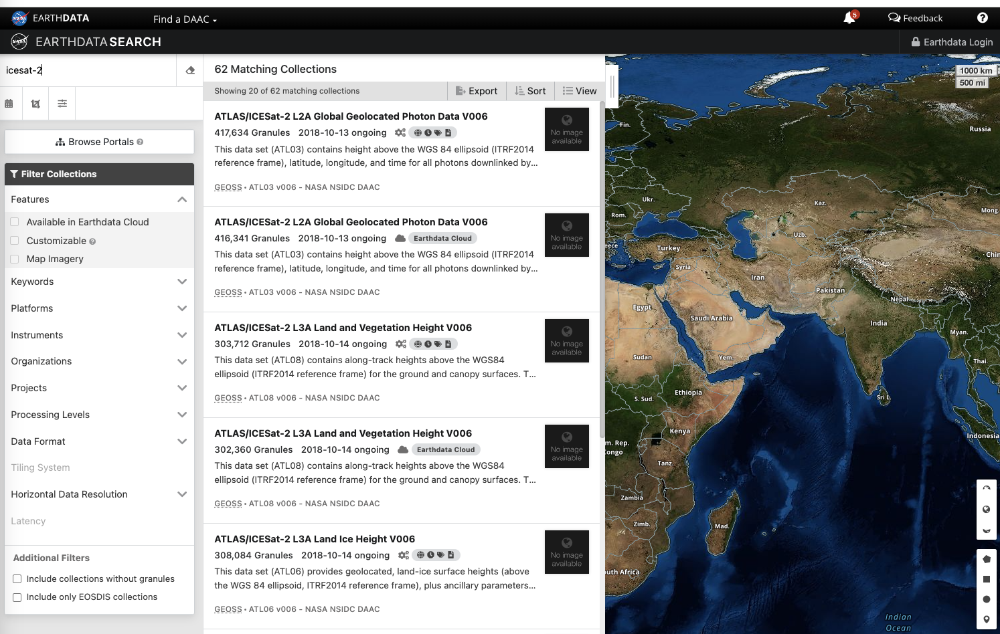 EARTHDATA
Find a DAAC
5
Feedback
?
EARTHDATA SEARCH
Earthdata Login
icesat-2
Browse Portals
Filter Collections
Features
Available in Earthdata Cloud
Customizable
Map Imagery
Keywords
Platforms
Instruments
Organizations
Projects
Processing Levels
Data Format
Tiling System
Horizontal Data Resolution
Latency
Additional Filters
Include collections without granules
Include only EOSDIS collections
62 Matching Collections
Showing 20 of 62 matching collections
Export
Sort
View
ATLAS/ICESat-2 L2A Global Geolocated Photon Data V006
417,634 Granules 2018-10-13 ongoing
This data set (ATL03) contains height above the WGS 84 ellipsoid (ITRF2014
reference frame), latitude, longitude, and time for all photons downlinked by...
GEOSS • ATL03 v006 - NASA NSIDC DAAC
No image
available
ATLAS/ICESat-2 L2A Global Geolocated Photon Data V006
416,341 Granules 2018-10-13 ongoing Earthdata Cloud
This data set (ATL03) contains height above the WGS 84 ellipsoid (ITRF2014
reference frame), latitude, longitude, and time for all photons downlinked by...
GEOSS • ATL03 v006 - NASA NSIDC DAAC
No image
available
ATLAS/ICESat-2 L3A Land and Vegetation Height V006
303,712 Granules 2018-10-14 ongoing
This data set (ATL08) contains along-track heights above the WGS84
ellipsoid (ITRF2014 reference frame) for the ground and canopy surfaces. T...
GEOSS • ATL08 v006 - NASA NSIDC DAAC
No image
available
ATLAS/ICESat-2 L3A Land and Vegetation Height V006
302,360 Granules 2018-10-14 ongoing Earthdata Cloud
This data set (ATL08) contains along-track heights above the WGS84
ellipsoid (ITRF2014 reference frame) for the ground and canopy surfaces. T...
GEOSS • ATL08 v006 - NASA NSIDC DAAC
No image
available
ATLAS/ICESat-2 L3A Land Ice Height V006
308,084 Granules 2018-10-14 ongoing
This data set (ATL06) provides geolocated, land-ice surface heights (above
the WGS 84 ellipsoid, ITRF2014 reference frame), plus ancillary parameters...
GEOSS • ATL06 v006 - NASA NSIDC DAAC
No image
available
1000 km
500 mi
Fin.
Russia
Ukr.
Kaz.
Rom.
Mong.
Uzb.
eece
Turkey
Chin
Syria
Iran
Pakistan
Nepal
Egypt
Saudi Arabia
India
Myan.
Sudan
Yem.
Thai.
Ethiopia
S. Sud.
Sri L.
Kenya
Indonesia
m. Rep.
Congo
Tanz.
Zambia
Zimb.
Mad.
outh Africa
Indian
Ocean